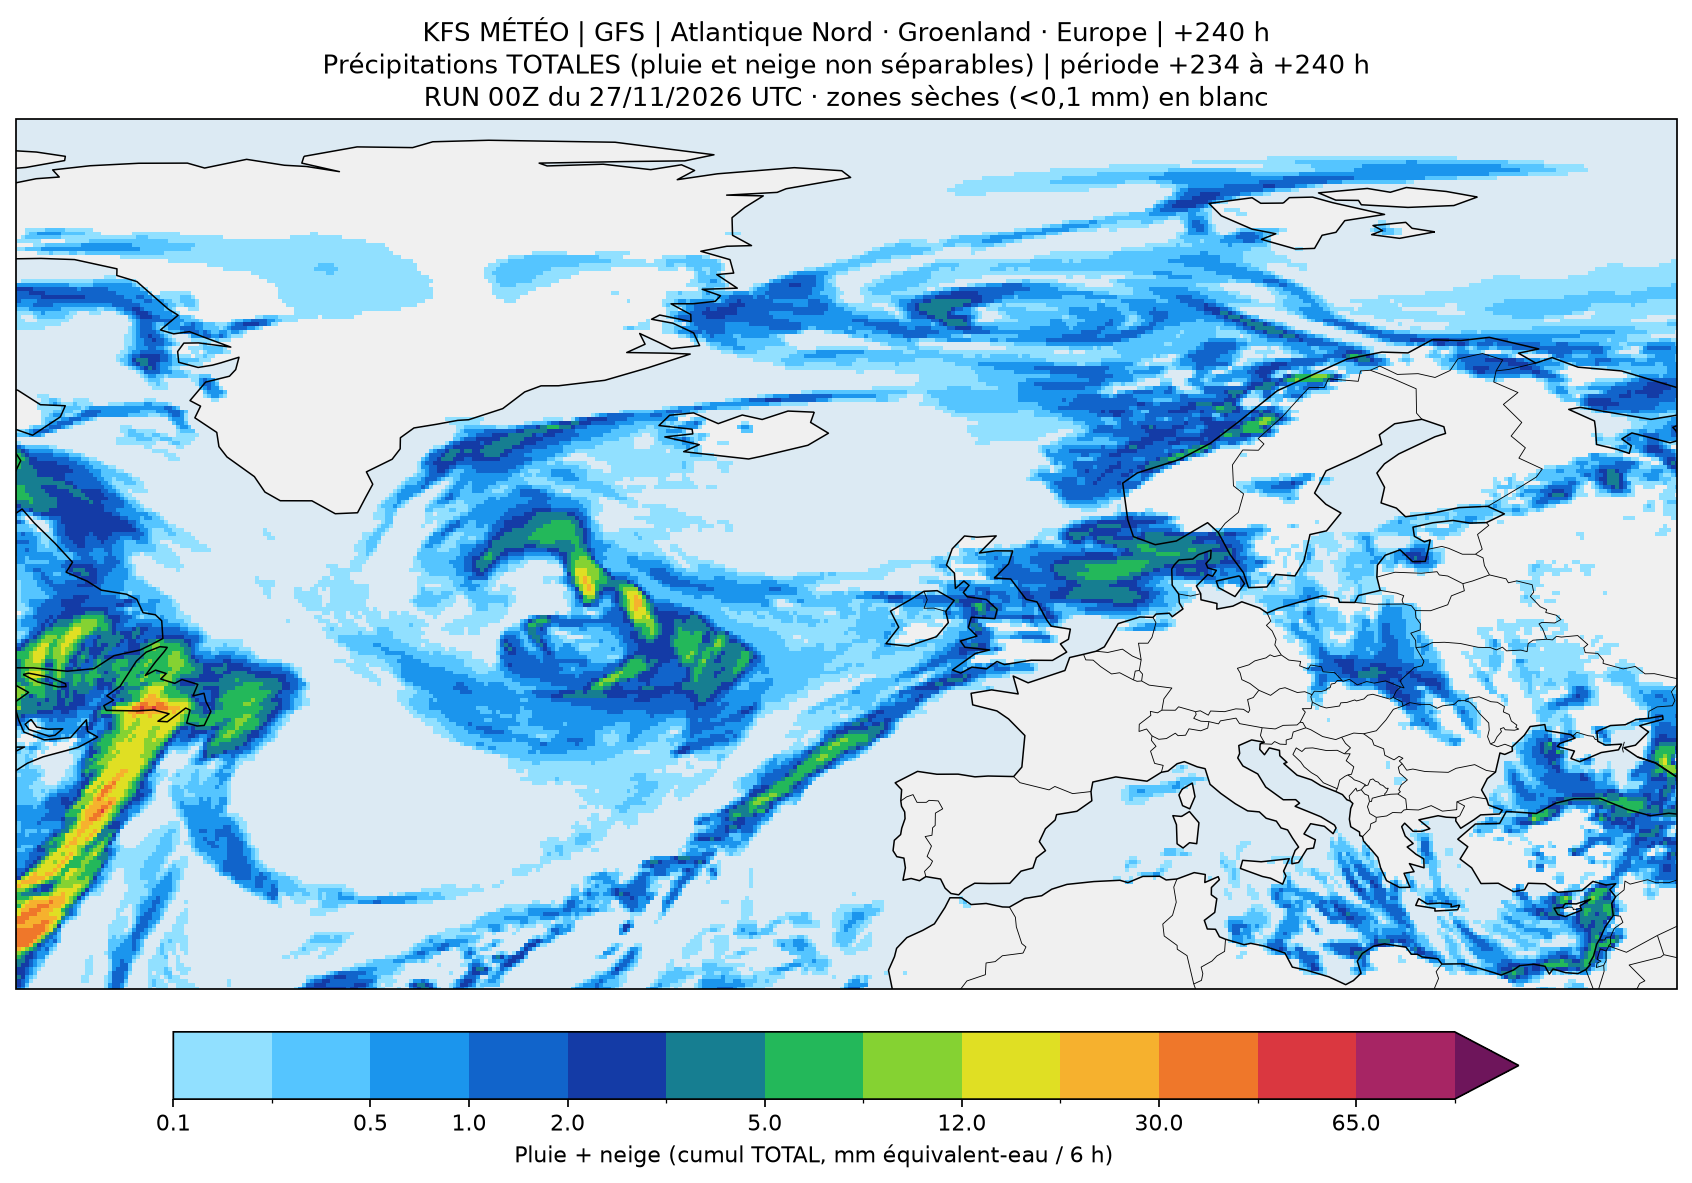 KFS MÉTÉO | GFS | Atlantique Nord · Groenland · Europe | +240 h
Précipitations TOTALES (pluie et neige non séparables) | période +234 à +240 h
RUN 00Z du 27/11/2026 UTC · zones sèches (<0,1 mm) en blanc
0.1 0.5 1.0 2.0 5.0 12.0 30.0 65.0
Pluie + neige (cumul TOTAL, mm équivalent-eau / 6 h)